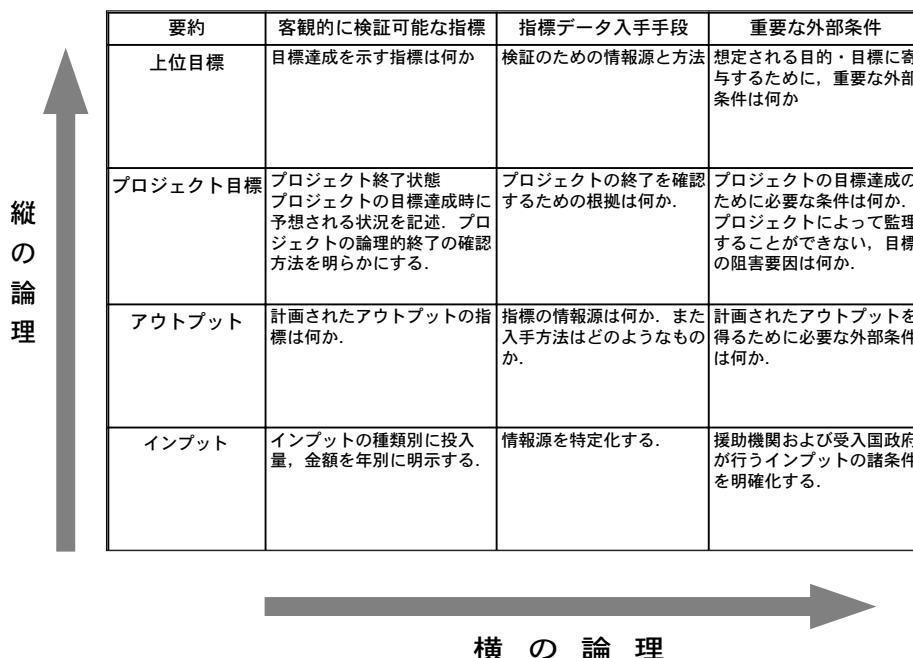 要約 客観的に検証可能な指標 指標データ入手手段 重要な外部条件
上位目標
目標達成を示す指標は何か
検証のための情報源と方法
想定される目的・目標に寄
与するために，重要な外部
条件は何か
プロジェクト目標
プロジェクト終了状態
プロジェクトの目標達成時に
予想される状況を記述．プロ
ジェクトの論理的終了の確認
方法を明らかにする．
プロジェクトの終了を確認
するための根拠は何か．
プロジェクトの目標達成の
ために必要な条件は何か．
プロジェクトによって監理
することができない，目標
の阻害要因は何か．
アウトプット
計画されたアウトプットの指
標は何か．
指標の情報源は何か．また
入手方法はどのようなもの
か．
計画されたアウトプットを
得るために必要な外部条件
は何か．
インプット
インプットの種類別に投入
量，金額を年別に明示する．
情報源を特定化する．
援助機関および受入国政府
が行うインプットの諸条件
を明確化する．
縦の論理
横の論理